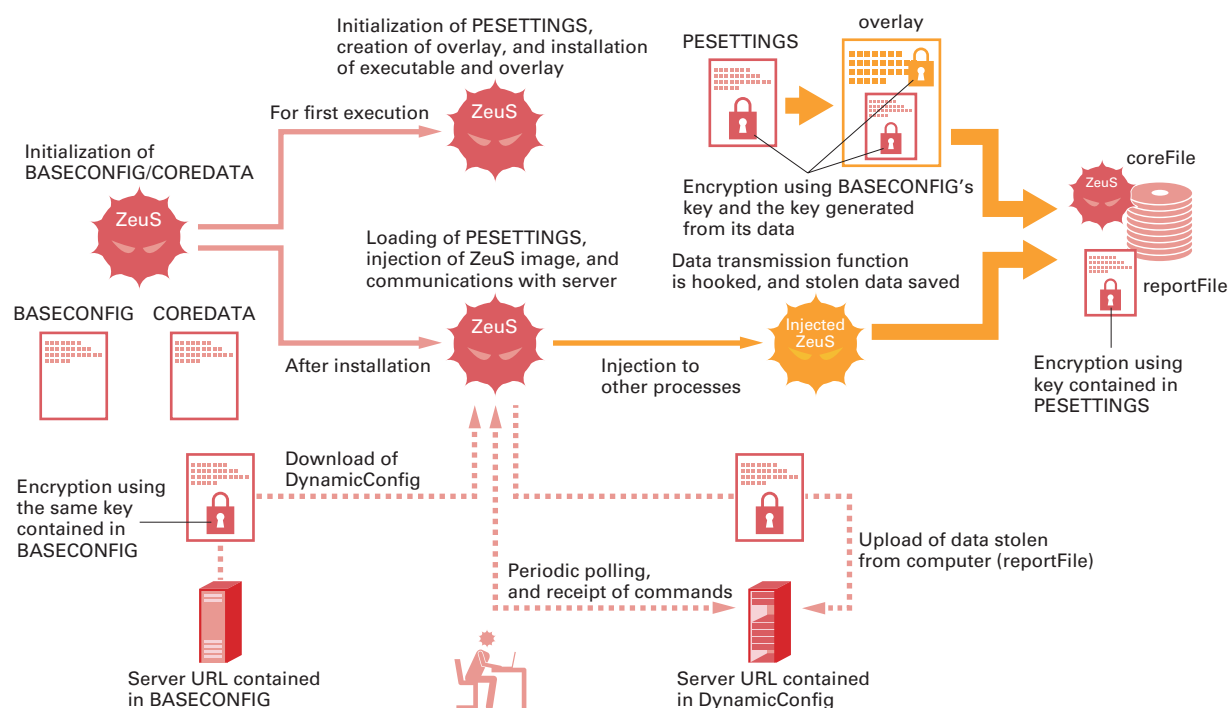 Initialization of PESETTINGS,
creation of overlay, and installation
of executable and overlay
ZeuS
For first execution
PESETTINGS
overlay
Encryption using BASECONFIG's
key and the key generated
from its data
Initialization of
BASECONFIG/COREDATA
ZeuS
coreFile
ZeuS
reportFile
Encryption using
key contained in
PESETTINGS
BASECONFIG
COREDATA
Loading of PESETTINGS,
injection of ZeuS image, and
communications with server
ZeuS
After installation
Data transmission function
is hooked, and stolen data saved
Injected
ZeuS
Injection to
other processes
Encryption using
the same key
contained in
BASECONFIG
Download of
DynamicConfig
Server URL contained
in BASECONFIG
Periodic polling,
and receipt of commands
Upload of data stolen
from computer (reportFile)
Server URL contained
in DynamicConfig